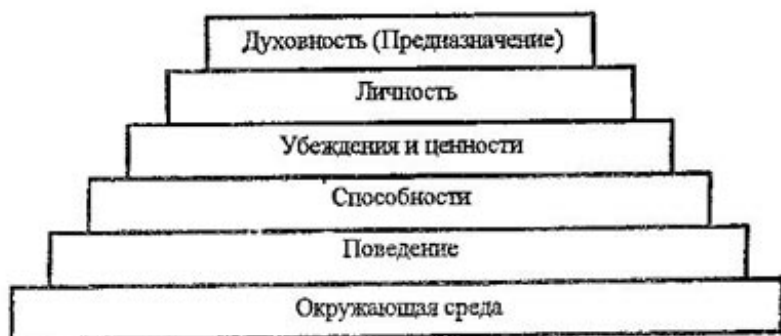 Духовность (Предназначение)
Личность
Убеждения и ценности
Способности
Поведение
Окружающая среда